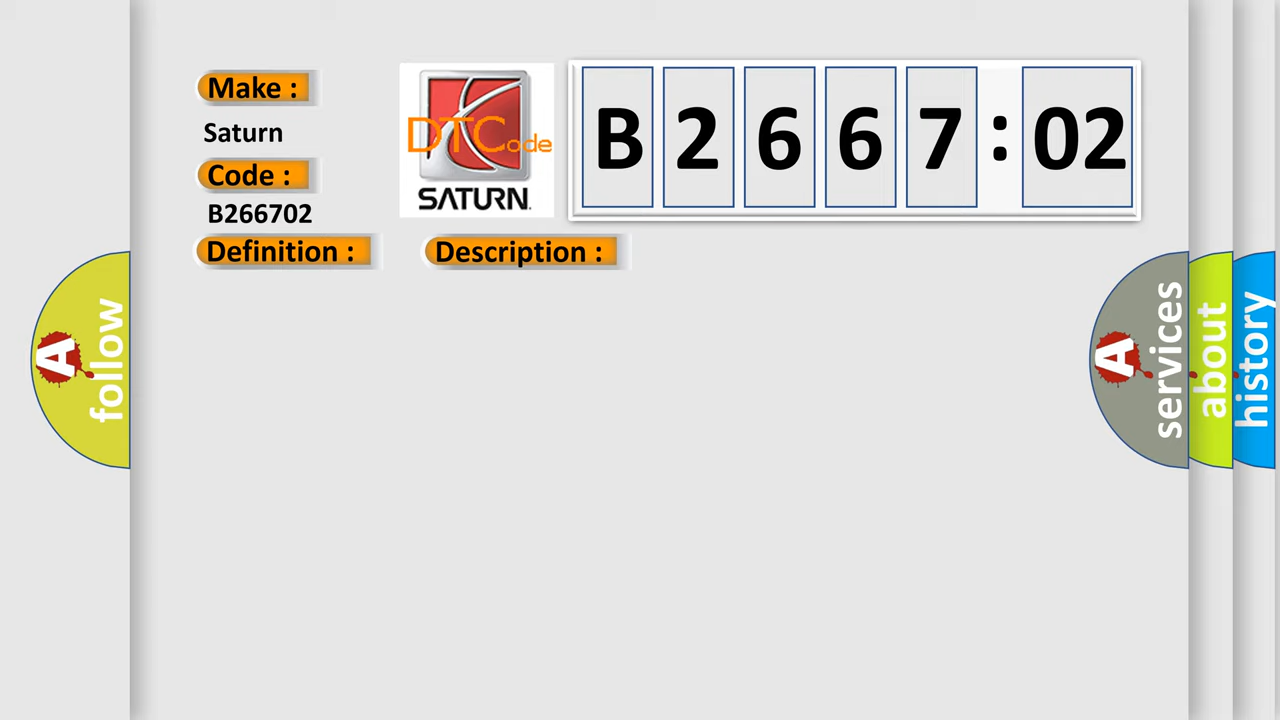 Make :
Saturn
Code :
B266702
Definition :
Description :
DTCode
SATURN
B 2 6 6 7 : 02
A follow
A services
about
history